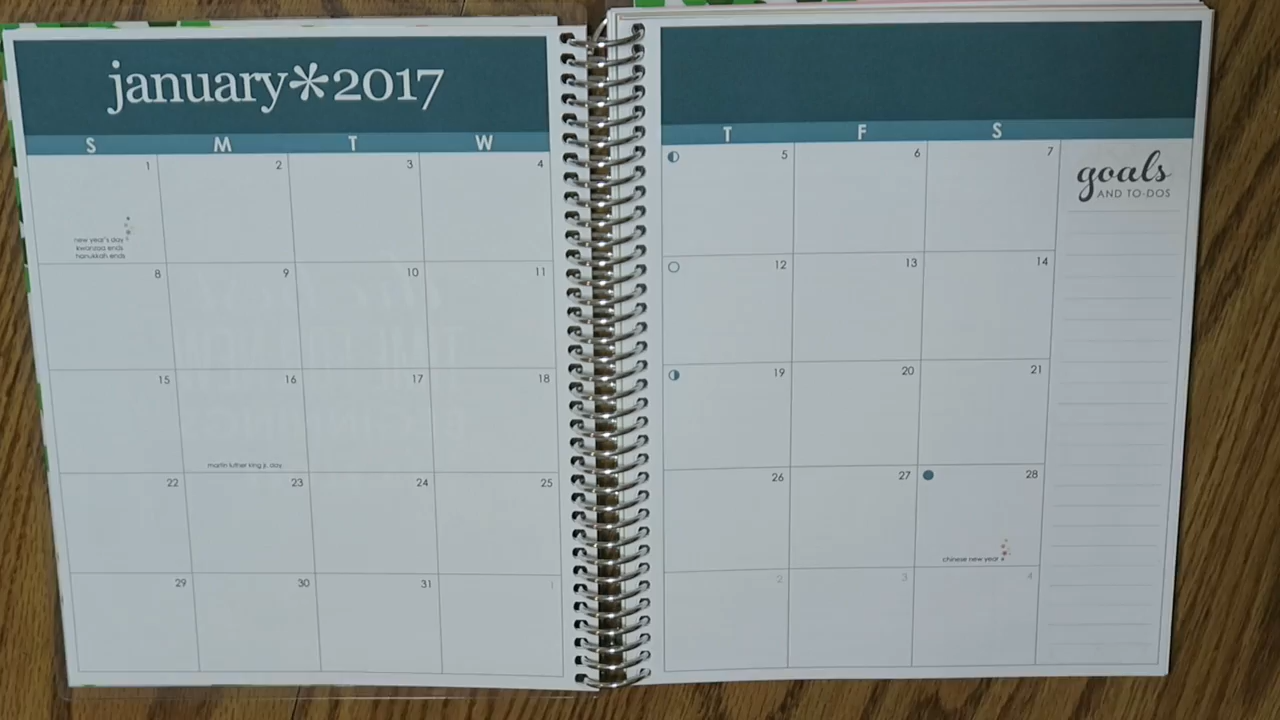 january*2017
S M T W T F S
goals
AND TO-DOS
1 2 3 4 5 6 7
new year's day
kwanzaa ends
hanukkah ends
8 9 10 11 12 13 14
15 16 17 18 19 20 21
martin luther king jr. day
22 23 24 25 26 27 28
chinese new year
29 30 31 1 2 3 4